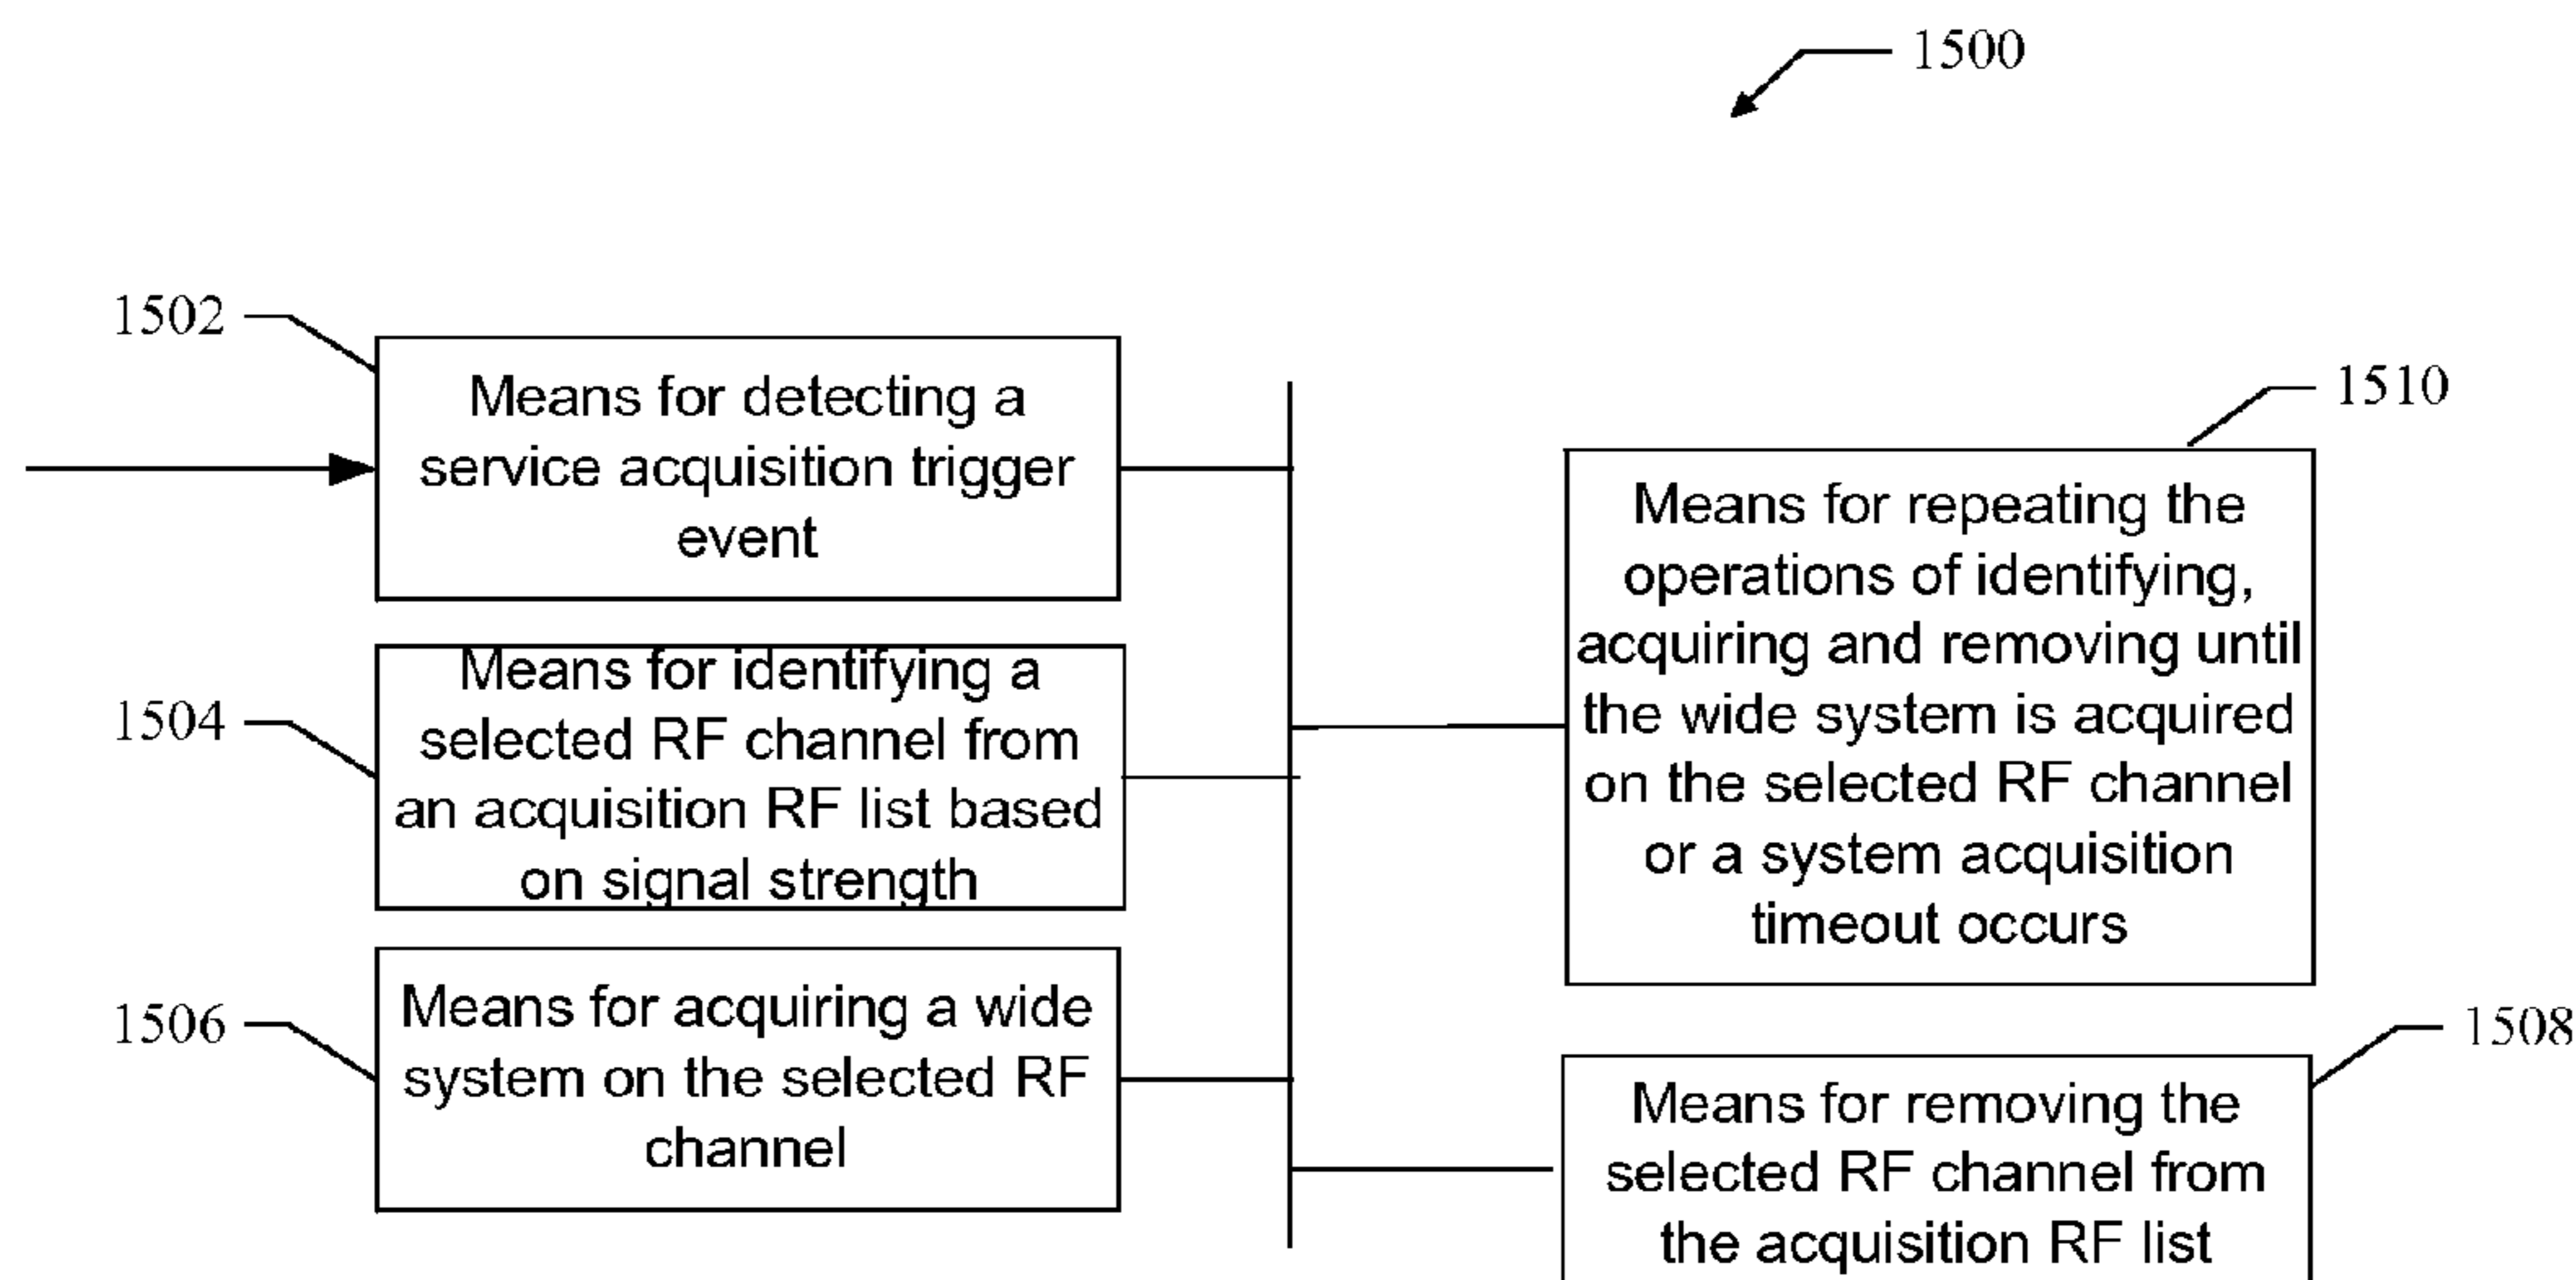 1500
1502
Means for detecting a
service acquisition trigger
event
1504
Means for identifying a
selected RF channel from
an acquisition RF list based
on signal strength
1506
Means for acquiring a wide
system on the selected RF
channel
1510
Means for repeating the
operations of identifying,
acquiring and removing until
the wide system is acquired
on the selected RF channel
or a system acquisition
timeout occurs
1508
Means for removing the
selected RF channel from
the acquisition RF list